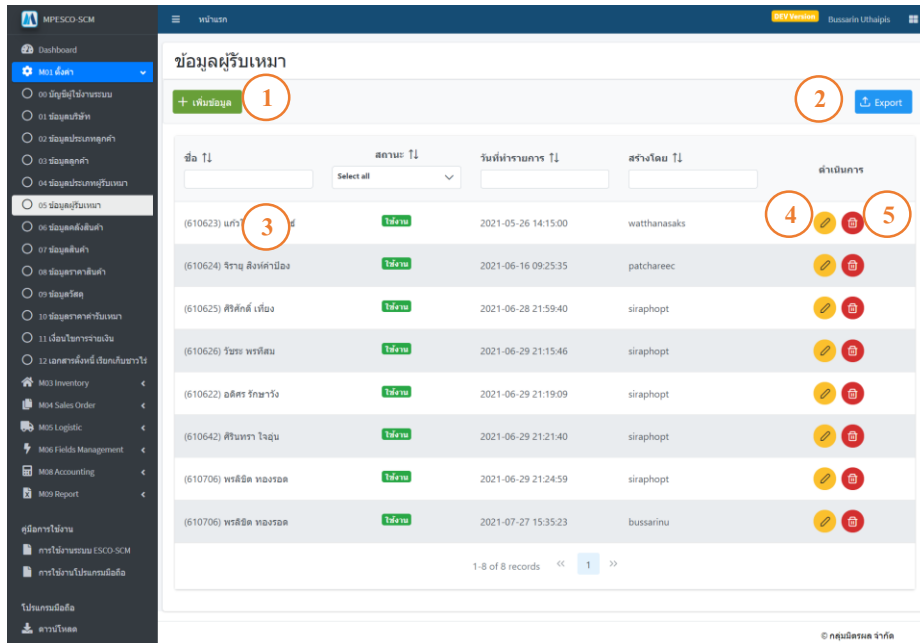 MPESCO-SCM
หน้าแรก
DEV Version
Bussarin Uthaipis
Dashboard
M01 ตั้งค่า
00 บัญชีผู้ใช้งานระบบ
01 ข้อมูลบริษัท
02 ข้อมูลประเภทลูกค้า
03 ข้อมูลลูกค้า
04 ข้อมูลประเภทผู้รับเหมา
05 ข้อมูลผู้รับเหมา
06 ข้อมูลคลังสินค้า
07 ข้อมูลสินค้า
08 ข้อมูลราคาสินค้า
09 ข้อมูลวัสดุ
10 ข้อมูลราคาค่ารับเหมา
11 เงื่อนไขการจ่ายเงิน
12 เอกสารตั้งหนี้ เรียกเก็บชาวไร่
M03 Inventory
M04 Sales Order
M05 Logistic
M06 Fields Management
M08 Accounting
M09 Report
คู่มือการใช้งาน
การใช้งานระบบ ESCO-SCM
การใช้งานโปรแกรมมือถือ
โปรแกรมมือถือ
ดาวน์โหลด
ข้อมูลผู้รับเหมา
+ เพิ่มข้อมูล 1
2 Export
ชื่อ สถานะ วันที่ทำรายการ สร้างโดย ดำเนินการ
Select all
(610623) 3 ใช้งาน 2021-05-26 14:15:00 watthanasaks 4 5
(610624) จิรายุ สิงห์คำป้อง ใช้งาน 2021-06-16 09:25:35 patchareec
(610625) ศิริศักดิ์ เที่ยง ใช้งาน 2021-06-28 21:59:40 siraphopt
(610626) วัชระ พรหิสม ใช้งาน 2021-06-29 21:15:46 siraphopt
(610622) อดิศร รักษาวัง ใช้งาน 2021-06-29 21:19:09 siraphopt
(610642) ศิรินทรา ใจอุ่น ใช้งาน 2021-06-29 21:21:40 siraphopt
(610706) พรลิขิต ทองรอด ใช้งาน 2021-06-29 21:24:59 siraphopt
(610706) พรลิขิต ทองรอด ใช้งาน 2021-07-27 15:35:23 bussarinu
1-8 of 8 records « 1 »
© กลุ่มมิตรผล จำกัด